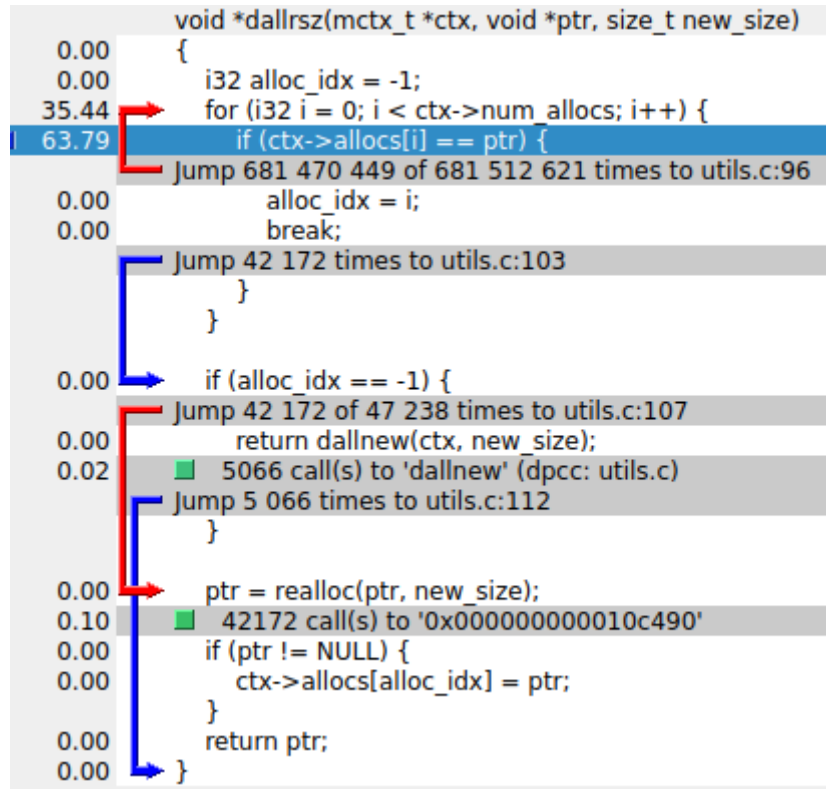 void *dallrsz(mctx_t *ctx, void *ptr, size_t new_size)
0.00 {
0.00 i32 alloc_idx = -1;
35.44 for (i32 i = 0; i < ctx->num_allocs; i++) {
63.79 if (ctx->allocs[i] == ptr) {
Jump 681 470 449 of 681 512 621 times to utils.c:96
0.00 alloc_idx = i;
0.00 break;
Jump 42 172 times to utils.c:103
}
}
0.00 if (alloc_idx == -1) {
Jump 42 172 of 47 238 times to utils.c:107
0.00 return dallnew(ctx, new_size);
0.02 5066 call(s) to 'dallnew' (dpcc: utils.c)
Jump 5 066 times to utils.c:112
}
0.00 ptr = realloc(ptr, new_size);
0.10 42172 call(s) to '0x000000000010c490'
0.00 if (ptr != NULL) {
0.00 ctx->allocs[alloc_idx] = ptr;
}
0.00 return ptr;
0.00 }